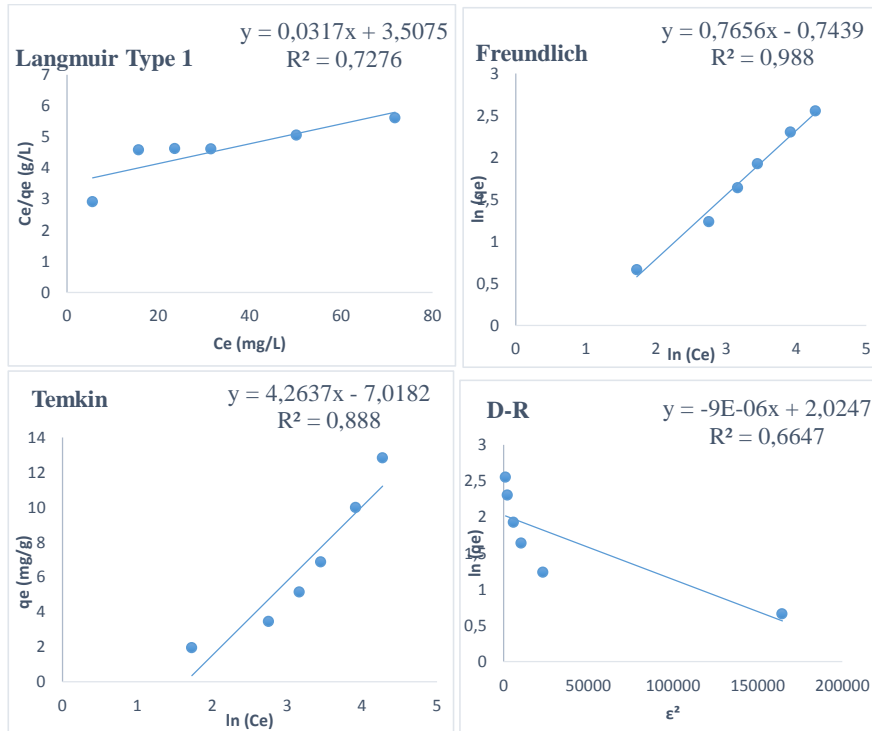 Langmuir Type 1
y = 0,0317x + 3,5075
R² = 0,7276
7
6
5
4
3
2
1
0
Ce/qe (g/L)
0 20 40 60 80
Ce (mg/L)
Freundlich
y = 0,7656x - 0,7439
R² = 0,988
3
2,5
2
1,5
1
0,5
0
ln (qe)
0 1 2 3 4 5
ln (Ce)
Temkin
y = 4,2637x - 7,0182
R² = 0,888
14
12
10
8
6
4
2
0
qe (mg/g)
0 1 2 3 4 5
ln (Ce)
D-R
y = -9E-06x + 2,0247
R² = 0,6647
3
2,5
2
1,5
1
0,5
0
ln (qe)
0 50000 100000 150000 200000
ε²